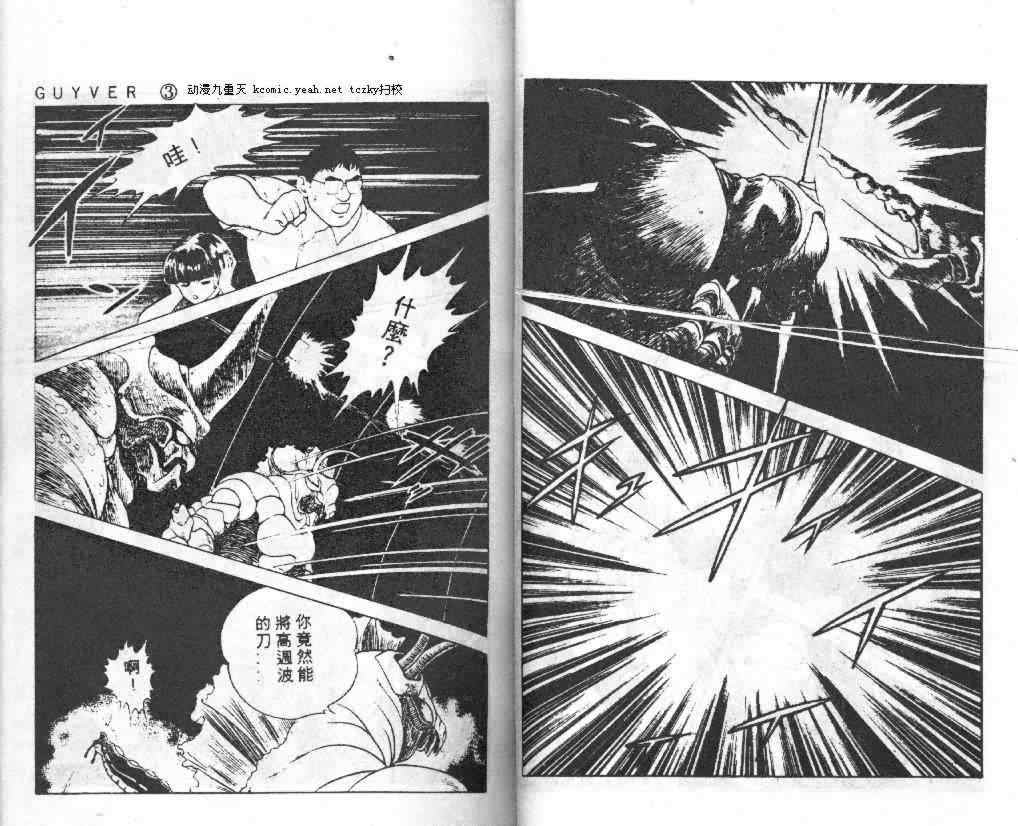 GUYVER ③ 动漫九重天 kcomic.yeah.net tczky扫校
哇！
什麼？
你竟然能
將高週波
的刀……
啊！